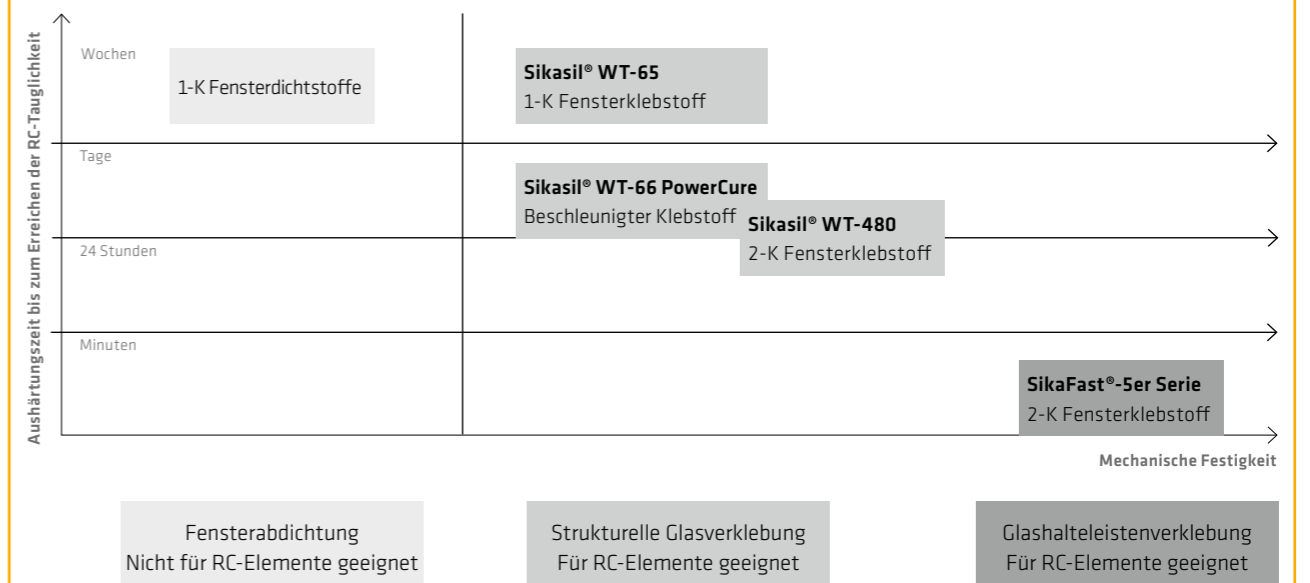 Aushärtungszeit bis zum Erreichen der RC-Tauglichkeit
Wochen
1-K Fensterdichtstoffe
Sikasil® WT-65
1-K Fensterklebstoff
Tage
Sikasil® WT-66 PowerCure
Beschleunigter Klebstoff
Sikasil® WT-480
2-K Fensterklebstoff
24 Stunden
Minuten
SikaFast®-5er Serie
2-K Fensterklebstoff
Mechanische Festigkeit
Fensterabdichtung
Nicht für RC-Elemente geeignet
Strukturelle Glasverklebung
Für RC-Elemente geeignet
Glashalteleistenverklebung
Für RC-Elemente geeignet